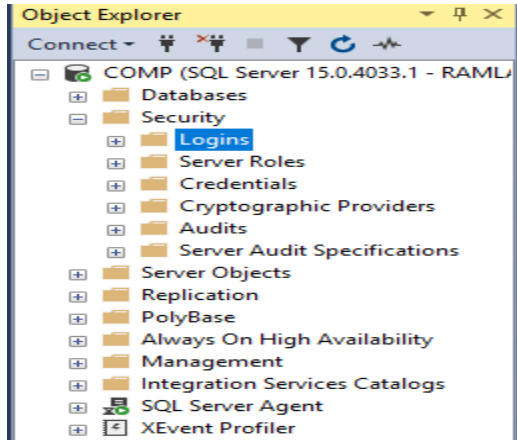 Object Explorer
Connect
COMP (SQL Server 15.0.4033.1 - RAMLA
Databases
Security
Logins
Server Roles
Credentials
Cryptographic Providers
Audits
Server Audit Specifications
Server Objects
Replication
PolyBase
Always On High Availability
Management
Integration Services Catalogs
SQL Server Agent
XEvent Profiler